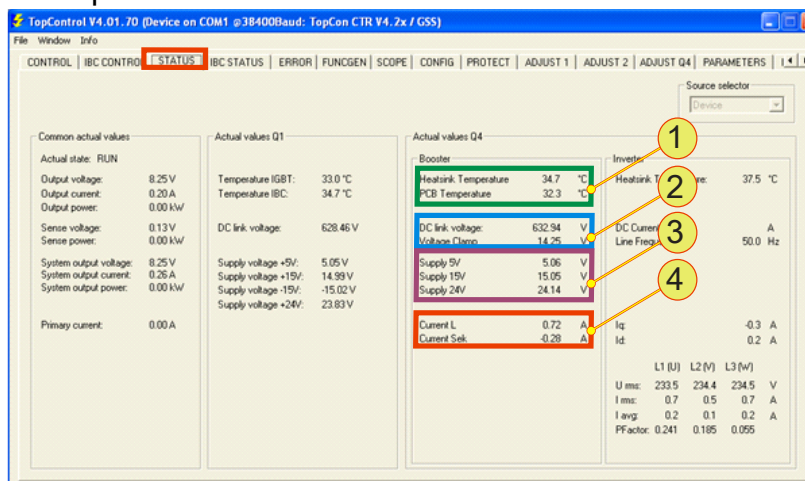 TopControl V4.01.70 (Device on COM1 @38400Baud: TopCon CTR V4.2x / GSS)
File Window Info
CONTROL IBC CONTRO STATUS IBC STATUS ERROR FUNCGEN SCOPE CONFIG PROTECT ADJUST 1 ADJUST 2 ADJUST Q4 PARAMETERS
Source selector
Device
Common actual values
Actual state: RUN
Output voltage: 8.25 V
Output current: 0.20 A
Output power: 0.00 kW
Sense voltage: 0.13 V
Sense power: 0.00 kW
System output voltage: 8.25 V
System output current: 0.26 A
System output power: 0.00 kW
Primary current: 0.00 A
Actual values Q1
Temperature IGBT: 33.0 °C
Temperature IBC: 34.7 °C
DC link voltage: 628.46 V
Supply voltage +5V: 5.05 V
Supply voltage +15V: 14.99 V
Supply voltage -15V: -15.02 V
Supply voltage +24V: 23.83 V
Actual values Q4
Booster
Heatsink Temperature 34.7 °C
PCB Temperature 32.3 °C
DC link voltage: 632.94 V
Voltage Clamp 14.25 V
Supply 5V 5.06 V
Supply 15V 15.05 V
Supply 24V 24.14 V
Current L 0.72 A
Current Sek -0.28 A
1
2
3
4
Inverter
Heatsink 37.5 °C
DC A
Line 50.0 Hz
Iq: -0.3 A
Id: 0.2 A
L1 (U) L2 (V) L3 (W)
U rms: 233.5 234.4 234.5 V
I rms: 0.7 0.5 0.7 A
I avg: 0.2 0.1 0.2 A
PFactor: 0.241 0.185 0.055